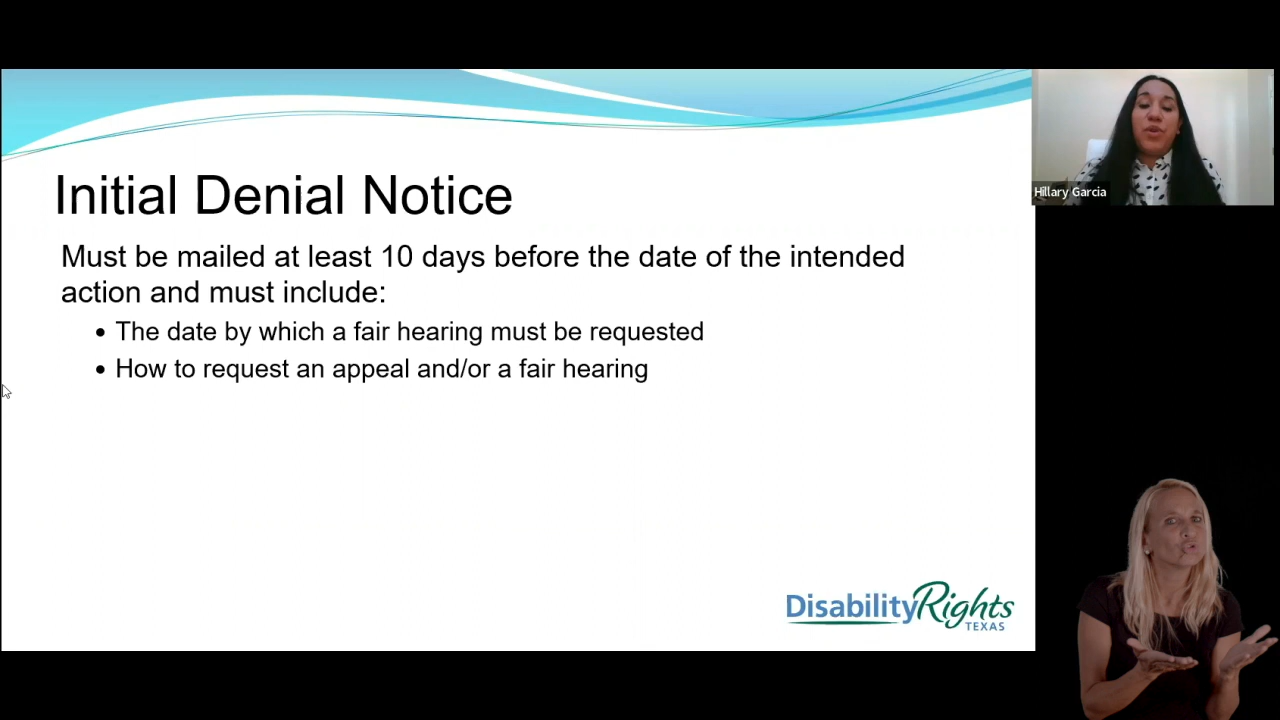 Initial Denial Notice
Must be mailed at least 10 days before the date of the intended
action and must include:
• The date by which a fair hearing must be requested
• How to request an appeal and/or a fair hearing
Hillary Garcia
DisabilityRights
TEXAS